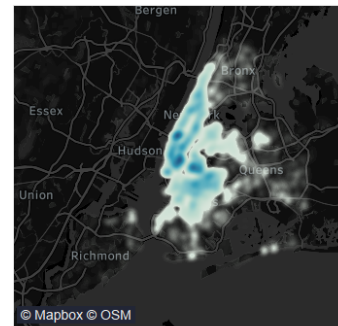 Bergen
Bronx
Essex
Hudson
Queens
Union
Richmond
© Mapbox © OSM